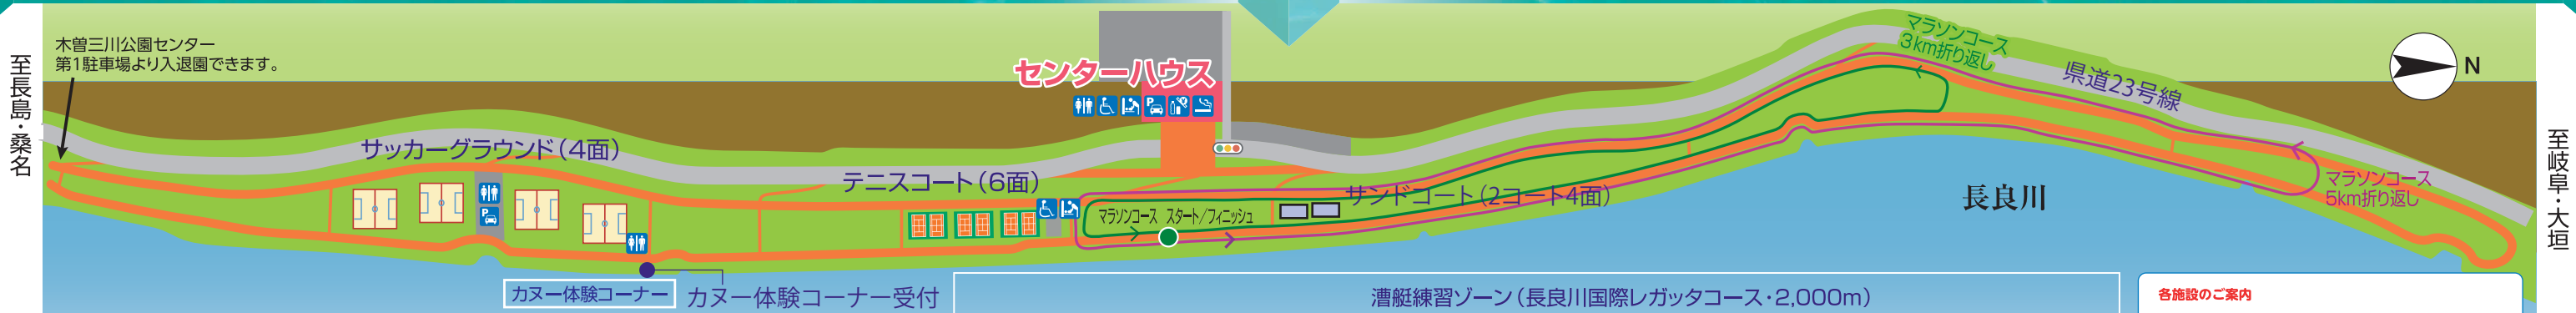 至長島・桑名
木曽三川公園センター
第1駐車場より入退園できます。
サッカーグラウンド(4面)
カヌー体験コーナー
カヌー体験コーナー受付
テニスコート(6面)
センターハウス
マラソンコース スタート/フィニッシュ
サンドコート(2コート4面)
漕艇練習ゾーン(長良川国際レガッタコース・2,000m)
マラソンコース
3km折り返し
県道23号線
長良川
マラソンコース
5km折り返し
N
至岐阜・大垣
各施設のご案内
P
P